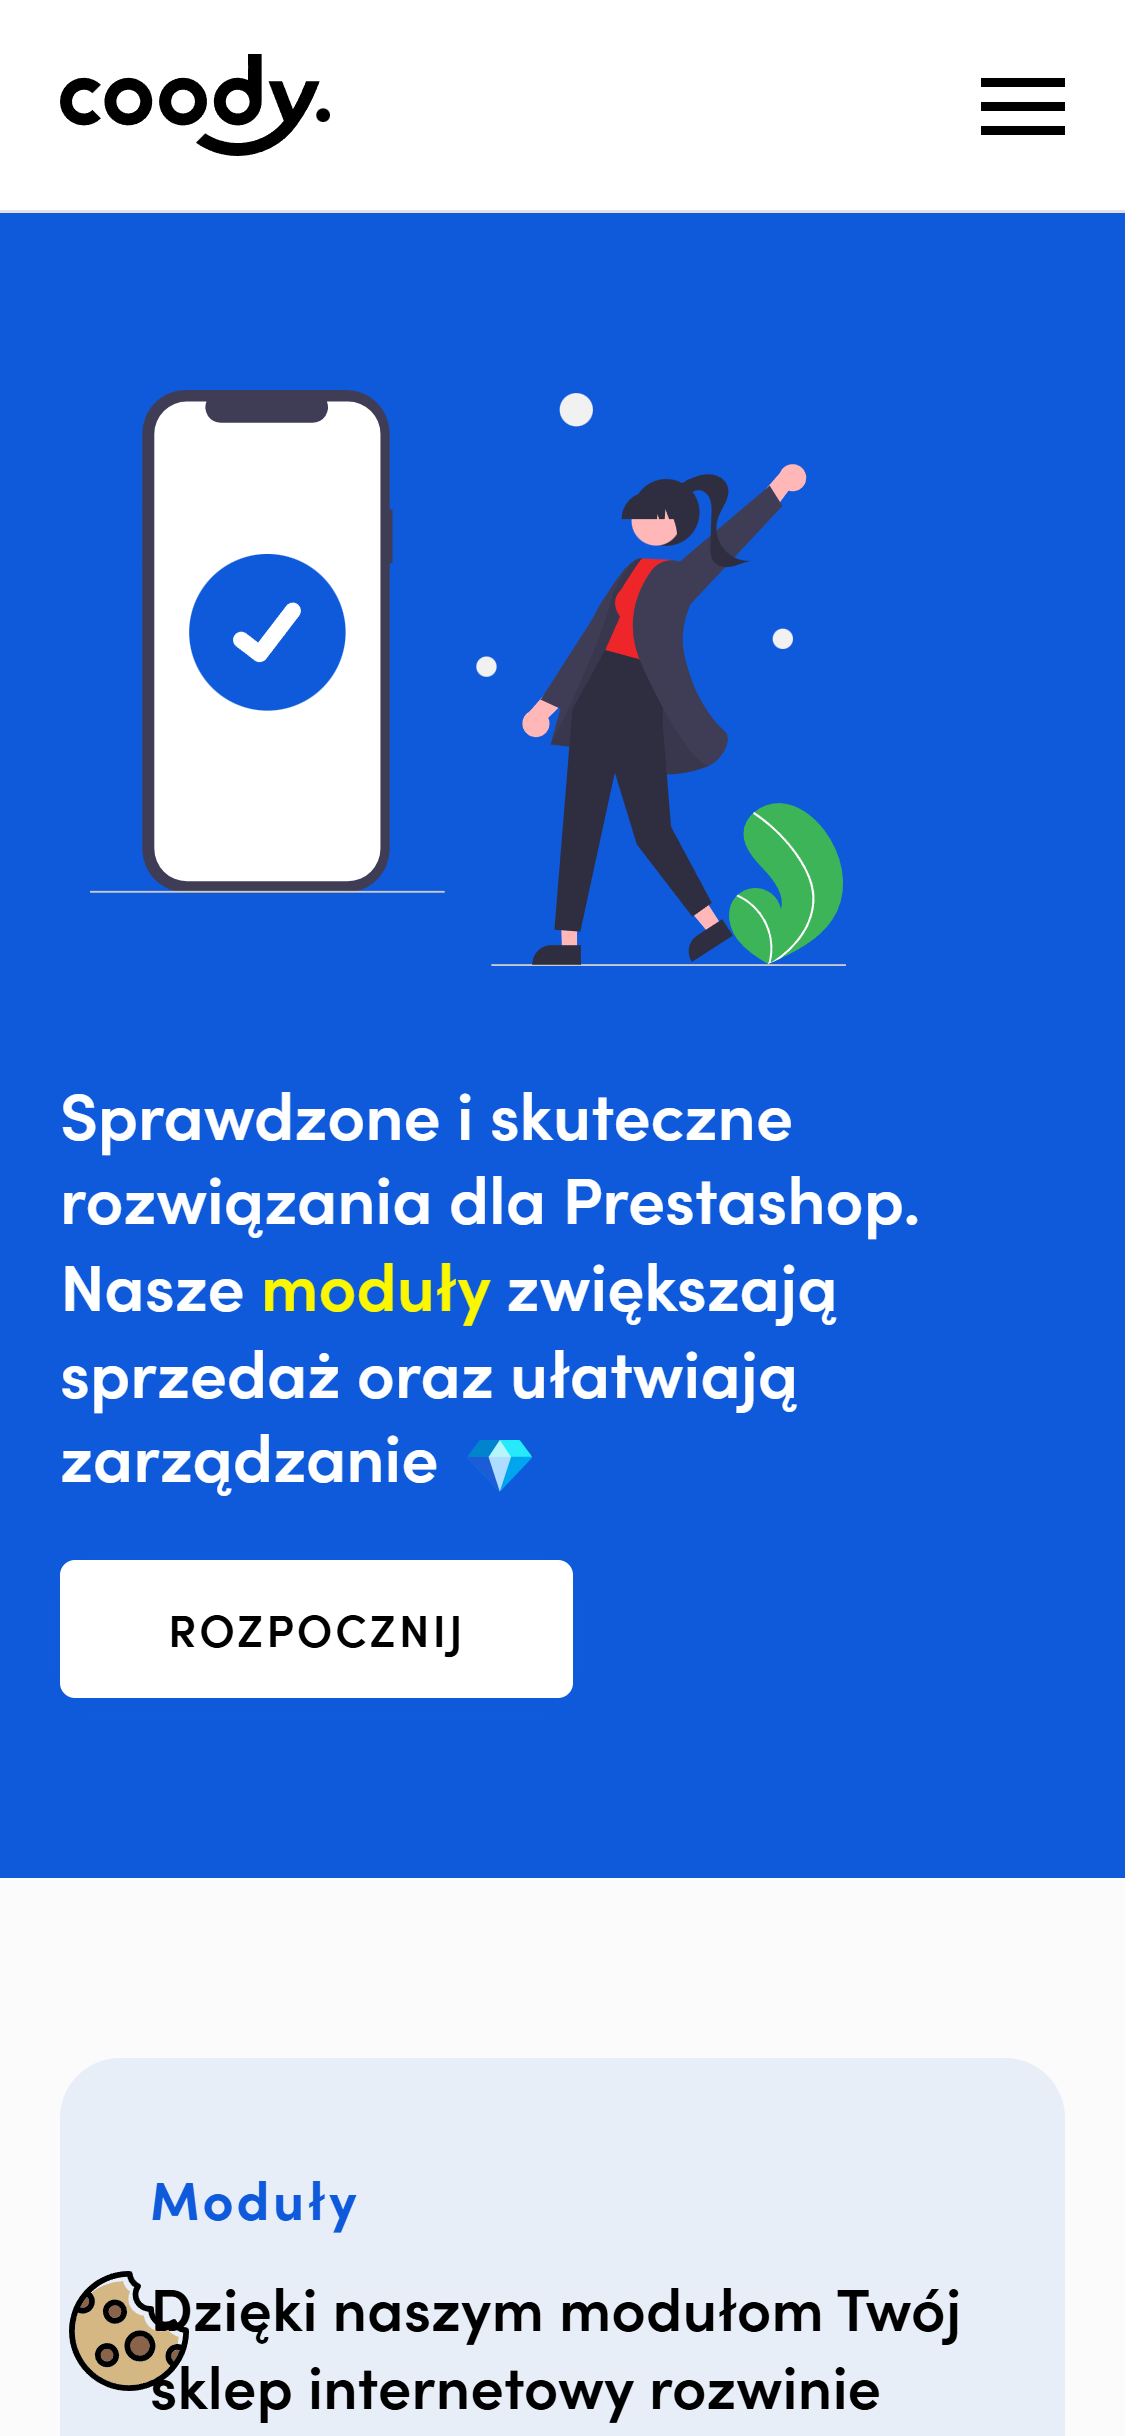 coody.
Sprawdzone i skuteczne
rozwiązania dla Prestashop.
Nasze moduły zwiększają
sprzedaż oraz ułatwiają
zarządzanie 💎
ROZPOCZNIJ
Moduły
Dzięki naszym modułom Twój
sklep internetowy rozwinie